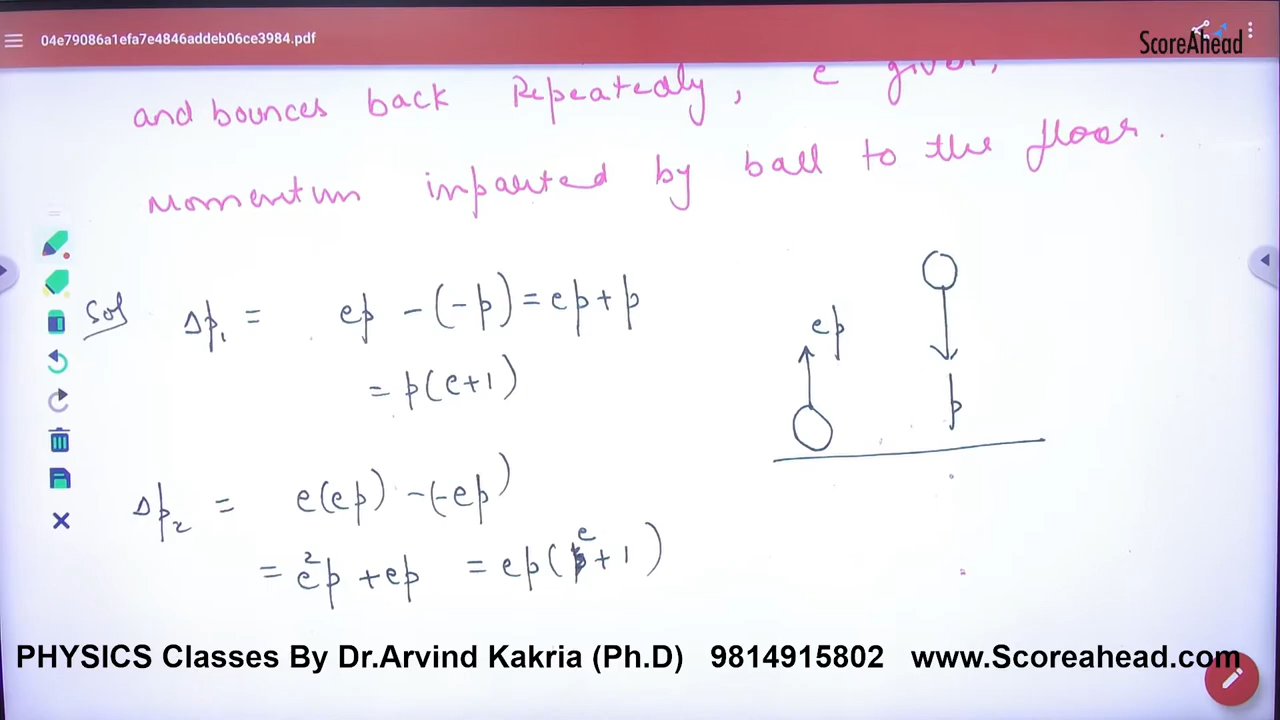 04e79086a1efa7e4846addeb06ce3984.pdf
ScoreAhead
and bounces back Repeatedly, e given,
Momentum imparted by ball to the floor.
Sol Δp₁ = ep - (-p) = ep + p
= p(e+1)
ep
p
Δp₂ = e(ep) - (-ep)
= e²p + ep = ep(e+1)
PHYSICS Classes By Dr.Arvind Kakria (Ph.D) 9814915802 www.Scoreahead.com